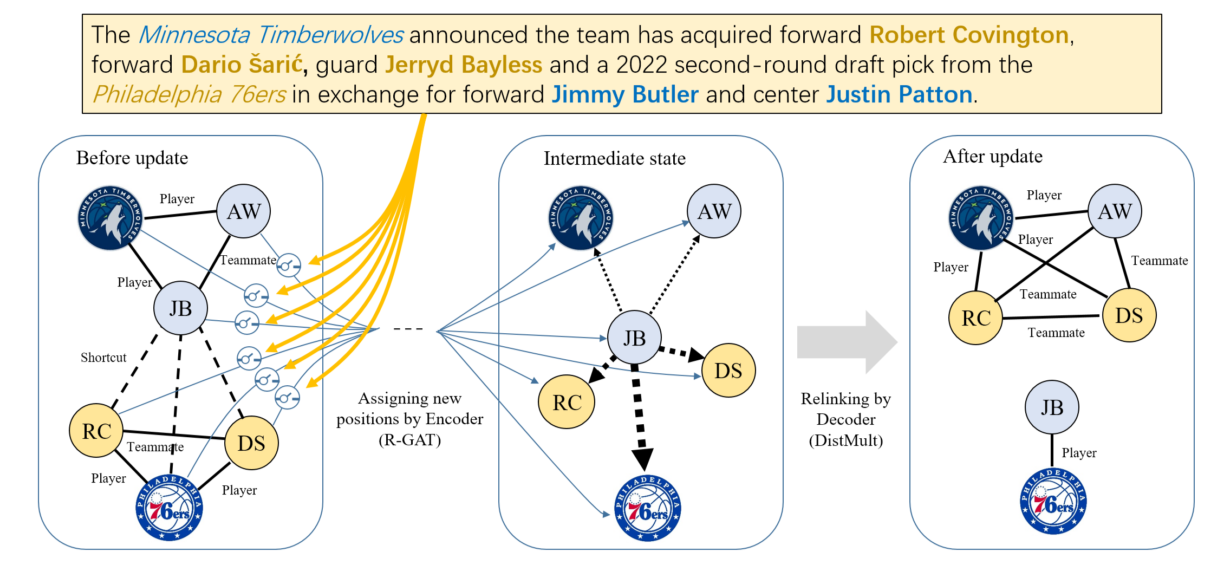 The Minnesota Timberwolves announced the team has acquired forward Robert Covington,
forward Dario Šarić, guard Jerryd Bayless and a 2022 second-round draft pick from the
Philadelphia 76ers in exchange for forward Jimmy Butler and center Justin Patton.
Before update
MINNESOTA TIMBERWOLVES
Player
AW
Player
Teammate
JB
Shortcut
RC
Teammate
DS
Player
Player
PHILADELPHIA
76ers
Assigning new
positions by Encoder
(R-GAT)
Intermediate state
MINNESOTA TIMBERWOLVES
AW
JB
DS
RC
PHILADELPHIA
76ers
Relinking by
Decoder
(DistMult)
After update
MINNESOTA TIMBERWOLVES
Player
AW
Player
Player
Teammate
Teammate
RC
DS
Teammate
JB
Player
PHILADELPHIA
76ers